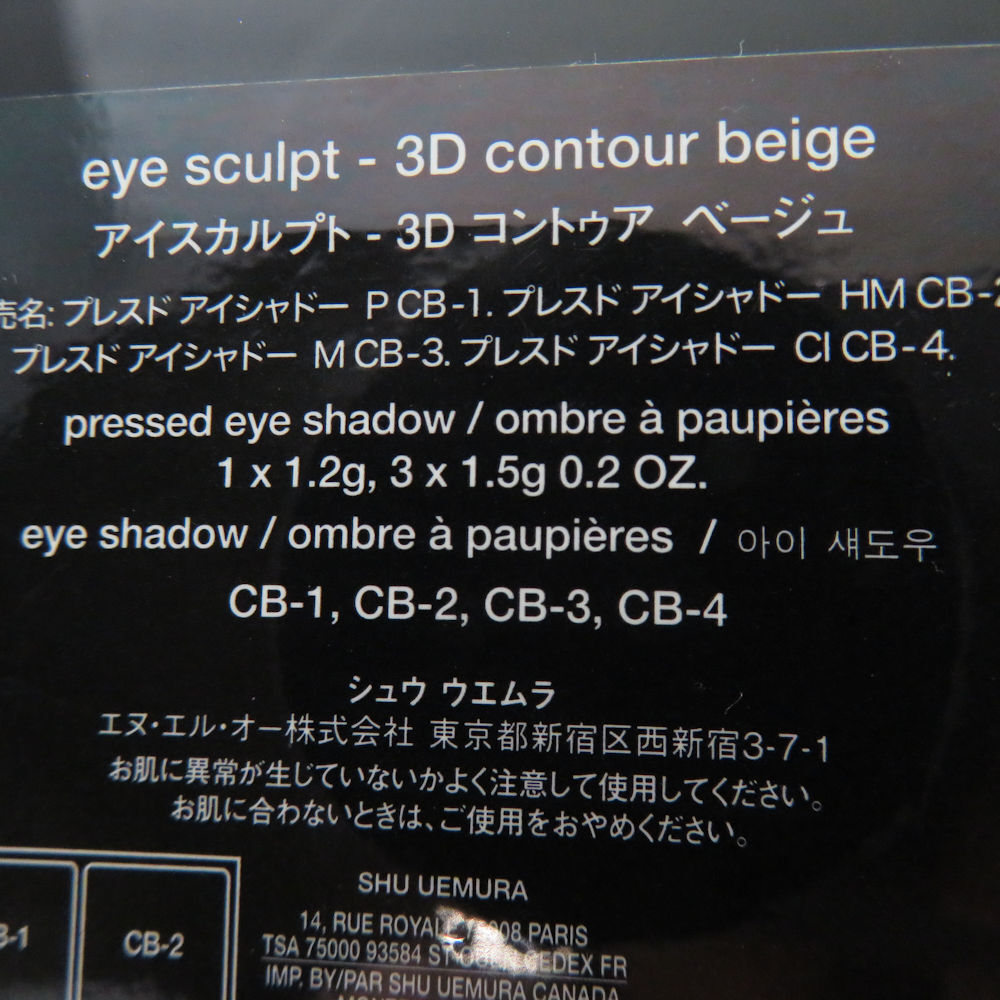 eye sculpt - 3D contour beige
アイスカルプト - 3D コントゥア ベージュ
売名: プレスド アイシャドー P CB-1. プレスド アイシャドー HM CB-2
プレスド アイシャドー M CB-3. プレスド アイシャドー CI CB-4.
pressed eye shadow / ombre à paupières
1 x 1.2g, 3 x 1.5g 0.2 OZ.
eye shadow / ombre à paupières / 아이 섀도우
CB-1, CB-2, CB-3, CB-4
シュウ ウエムラ
エヌ・エル・オー株式会社 東京都新宿区西新宿3-7-1
お肌に異常が生じていないかよく注意して使用してください。
お肌に合わないときは、ご使用をおやめください。
B-1
CB-2
SHU UEMURA
14, RUE PARIS
TSA 75000 93584 CEDEX FR
IMP. BY/PAR SHU UEMURA CANADA